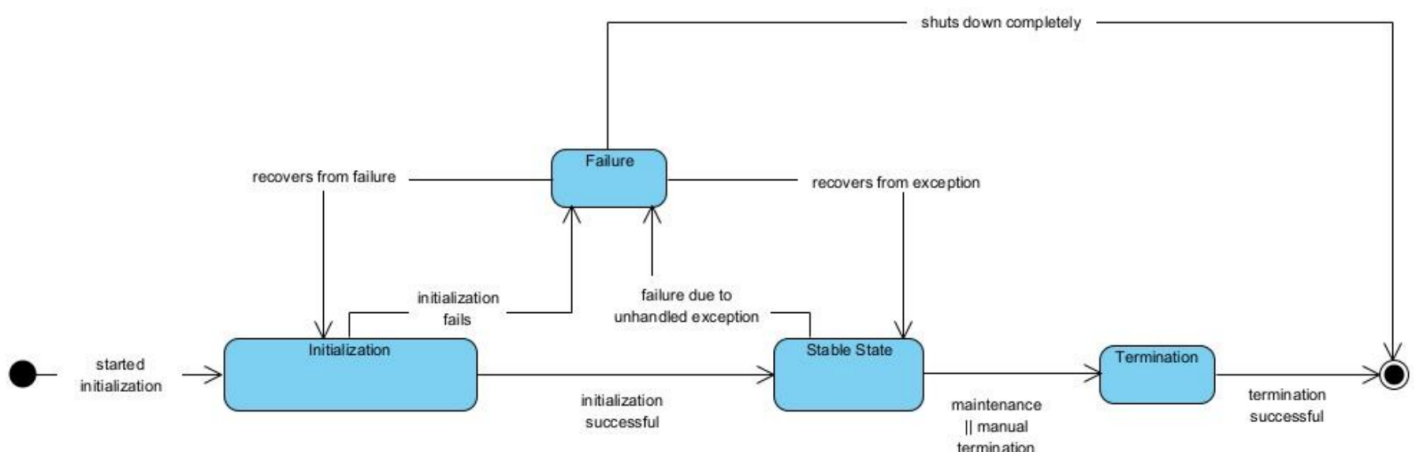 shuts down completely
Failure
recovers from failure
recovers from exception
initialization
fails
failure due to
unhandled exception
Initialization
Stable State
Termination
started
initialization
initialization
successful
maintenance
|| manual
termination
termination
successful